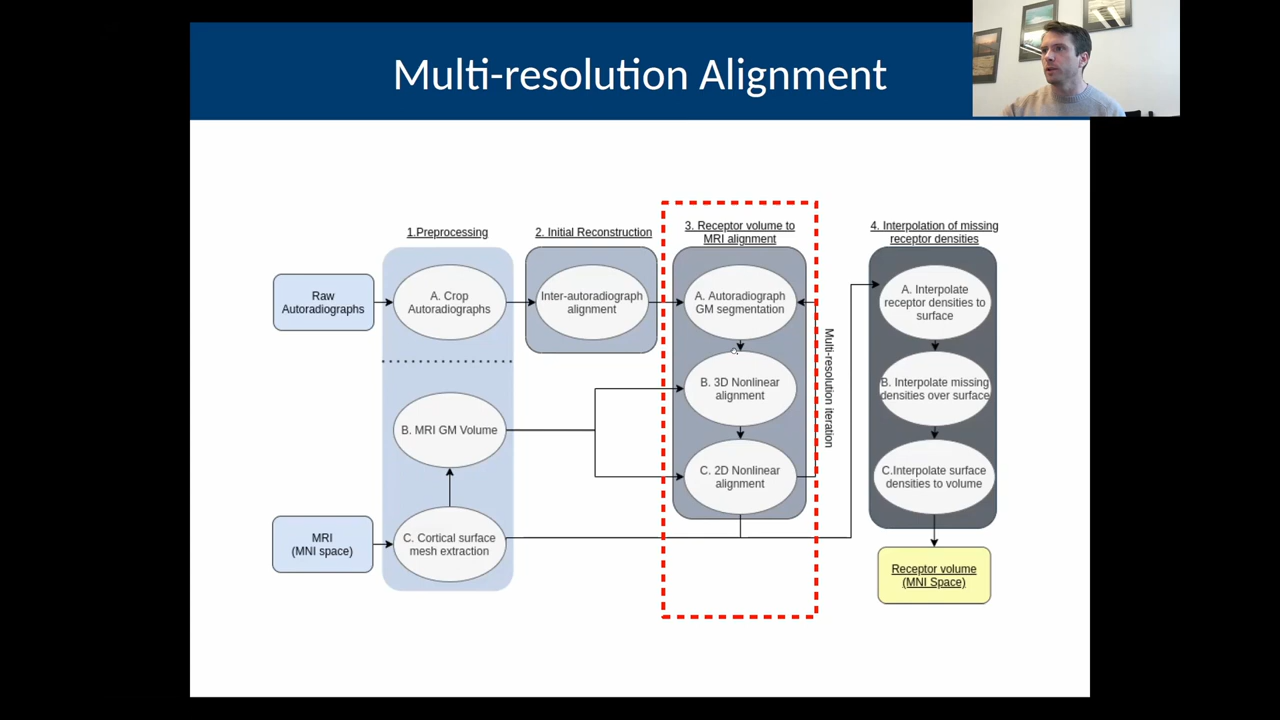 Multi-resolution Alignment
1.Preprocessing
2. Initial Reconstruction
3. Receptor volume to
MRI alignment
4. Interpolation of missing
receptor densities
Raw
Autoradiographs
A. Crop
Autoradiographs
Inter-autoradiograph
alignment
A. Autoradiograph
GM segmentation
A. Interpolate
receptor densities to
surface
Multi-resolution iteration
B. 3D Nonlinear
alignment
B. Interpolate missing
densities over surface
B. MRI GM Volume
C. 2D Nonlinear
alignment
C.Interpolate surface
densities to volume
MRI
(MNI space)
C. Cortical surface
mesh extraction
Receptor volume
(MNI Space)